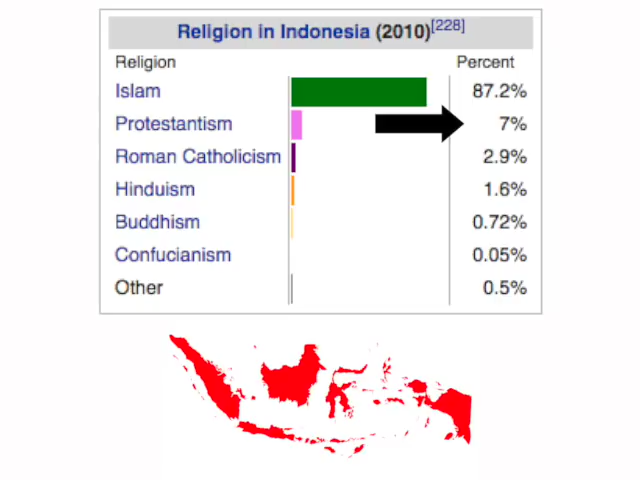 Religion in Indonesia (2010)[228]
Religion Percent
Islam 87.2%
Protestantism 7%
Roman Catholicism 2.9%
Hinduism 1.6%
Buddhism 0.72%
Confucianism 0.05%
Other 0.5%